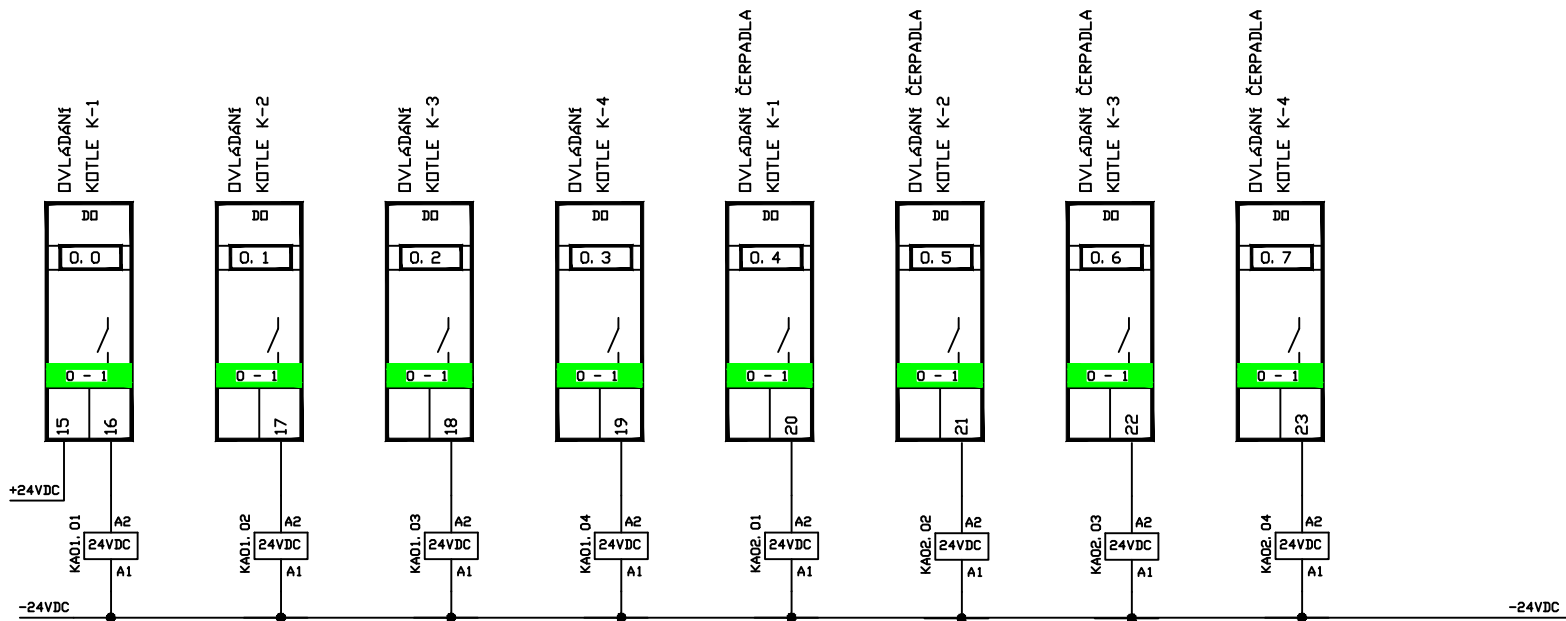 OVLÁDÁNÍ
KOTLE K-1
OVLÁDÁNÍ
KOTLE K-2
OVLÁDÁNÍ
KOTLE K-3
OVLÁDÁNÍ
KOTLE K-4
OVLÁDÁNÍ ČERPADLA
KOTLE K-1
OVLÁDÁNÍ ČERPADLA
KOTLE K-2
OVLÁDÁNÍ ČERPADLA
KOTLE K-3
OVLÁDÁNÍ ČERPADLA
KOTLE K-4
DO DO DO DO DO DO DO DO
0.0 0.1 0.2 0.3 0.4 0.5 0.6 0.7
0 - 1 0 - 1 0 - 1 0 - 1 0 - 1 0 - 1 0 - 1 0 - 1
15 16 17 18 19 20 21 22 23
+24VDC
A2 A2 A2 A2 A2 A2 A2 A2
KA01.01 24VDC KA01.02 24VDC KA01.03 24VDC KA01.04 24VDC KA02.01 24VDC KA02.02 24VDC KA02.03 24VDC KA02.04 24VDC
A1 A1 A1 A1 A1 A1 A1 A1
-24VDC -24VDC